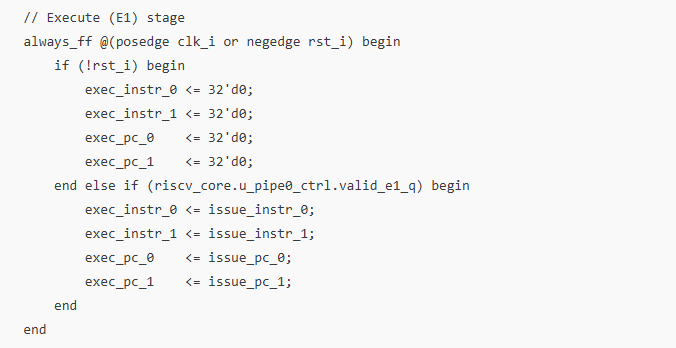 // Execute (E1) stage
always_ff @(posedge clk_i or negedge rst_i) begin
    if (!rst_i) begin
        exec_instr_0 <= 32'd0;
        exec_instr_1 <= 32'd0;
        exec_pc_0    <= 32'd0;
        exec_pc_1    <= 32'd0;
    end else if (riscv_core.u_pipe0_ctrl.valid_e1_q) begin
        exec_instr_0 <= issue_instr_0;
        exec_instr_1 <= issue_instr_1;
        exec_pc_0    <= issue_pc_0;
        exec_pc_1    <= issue_pc_1;
    end
end